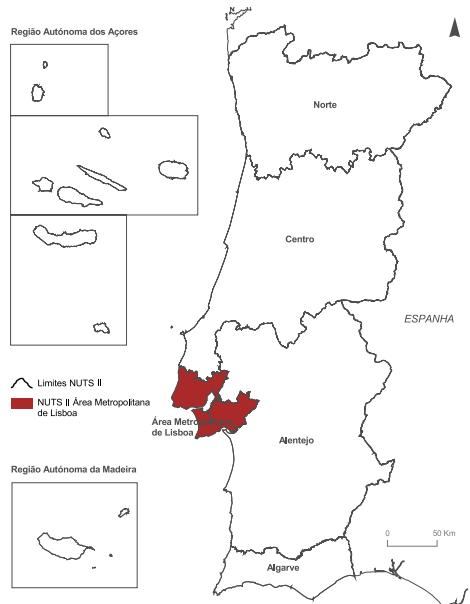 Região Autónoma dos Açores
N
Norte
Centro
ESPANHA
Limites NUTS II
NUTS II Área Metropolitana
de Lisboa
Área Metropolitana
de Lisboa
Alentejo
Região Autónoma da Madeira
0 50 Km
Algarve